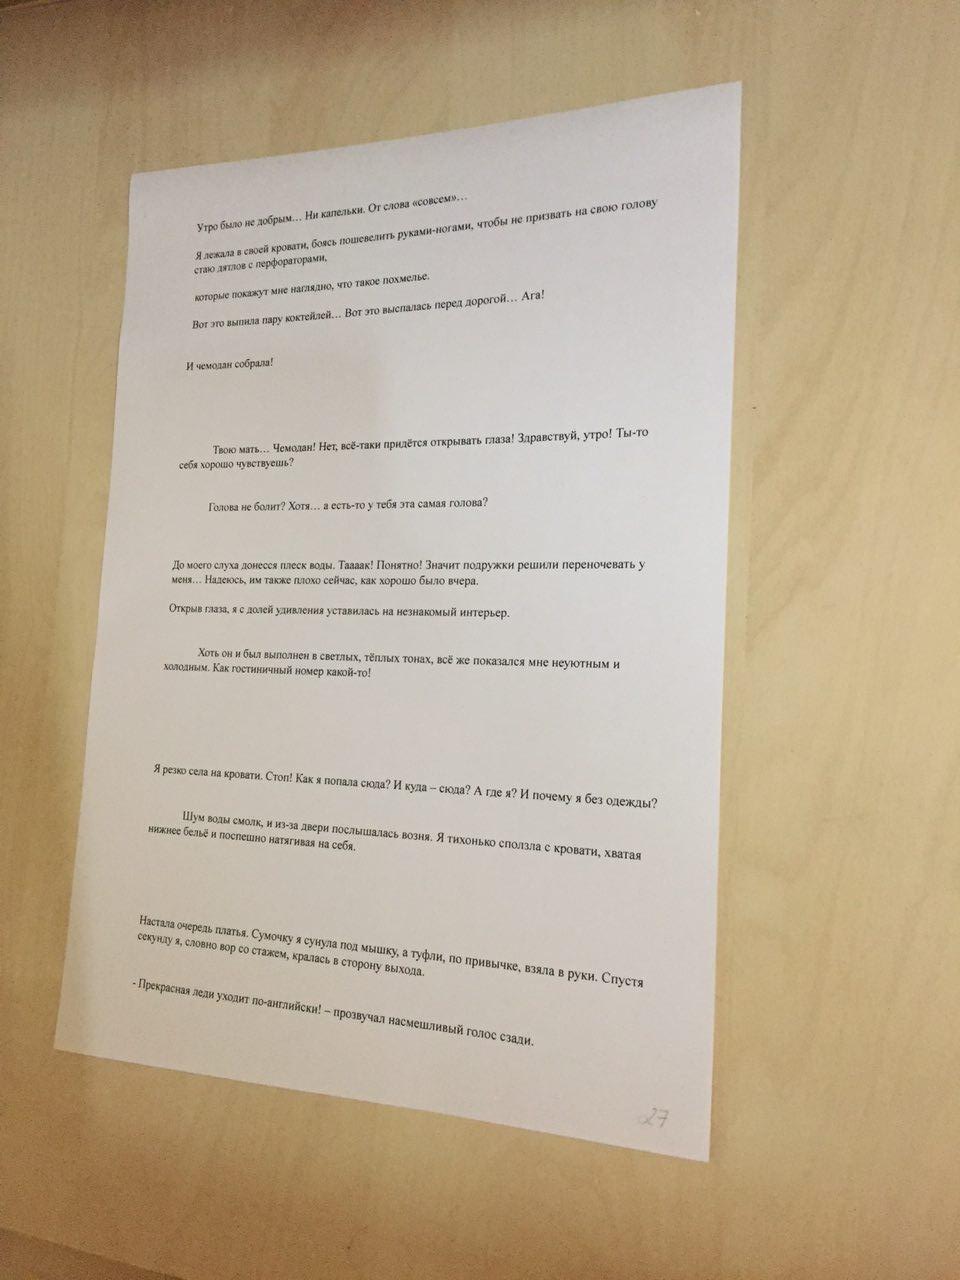 Утро было не добрым… Ни капельки. От слова «совсем»…
Я лежала в своей кровати, боясь пошевелить руками-ногами, чтобы не призвать на свою голову
стаю дятлов с перфораторами,
которые покажут мне наглядно, что такое похмелье.
Вот это выпила пару коктейлей… Вот это выспалась перед дорогой… Ага!
И чемодан собрала!
Твою мать… Чемодан! Нет, всё-таки придётся открывать глаза! Здравствуй, утро! Ты-то
себя хорошо чувствуешь?
Голова не болит? Хотя… а есть-то у тебя эта самая голова?
До моего слуха донесся плеск воды. Таааак! Понятно! Значит подружки решили переночевать у
меня… Надеюсь, им также плохо сейчас, как хорошо было вчера.
Открыв глаза, я с долей удивления уставилась на незнакомый интерьер.
Хоть он и был выполнен в светлых, тёплых тонах, всё же показался мне неуютным и
холодным. Как гостиничный номер какой-то!
Я резко села на кровати. Стоп! Как я попала сюда? И куда – сюда? А где я? И почему я без одежды?
Шум воды смолк, и из-за двери послышалась возня. Я тихонько сползла с кровати, хватая
нижнее бельё и поспешно натягивая на себя.
Настала очередь платья. Сумочку я сунула под мышку, а туфли, по привычке, взяла в руки. Спустя
секунду я, словно вор со стажем, кралась в сторону выхода.
- Прекрасная леди уходит по-английски! – прозвучал насмешливый голос сзади.
27